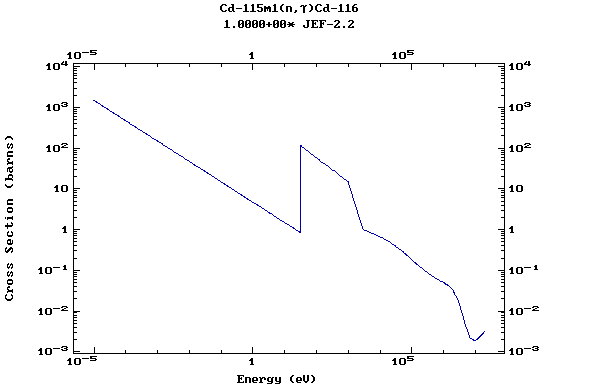 Cd-115m1(n,γ)Cd-116
1.0000+00* JEF-2.2
10⁻⁵ 1 10⁵
10⁴ 10⁴
10³ 10³
10² 10²
10 10
1 1
10⁻¹ 10⁻¹
10⁻² 10⁻²
10⁻³ 10⁻³
10⁻⁵ 1 10⁵
Cross Section (barns)
Energy (eV)